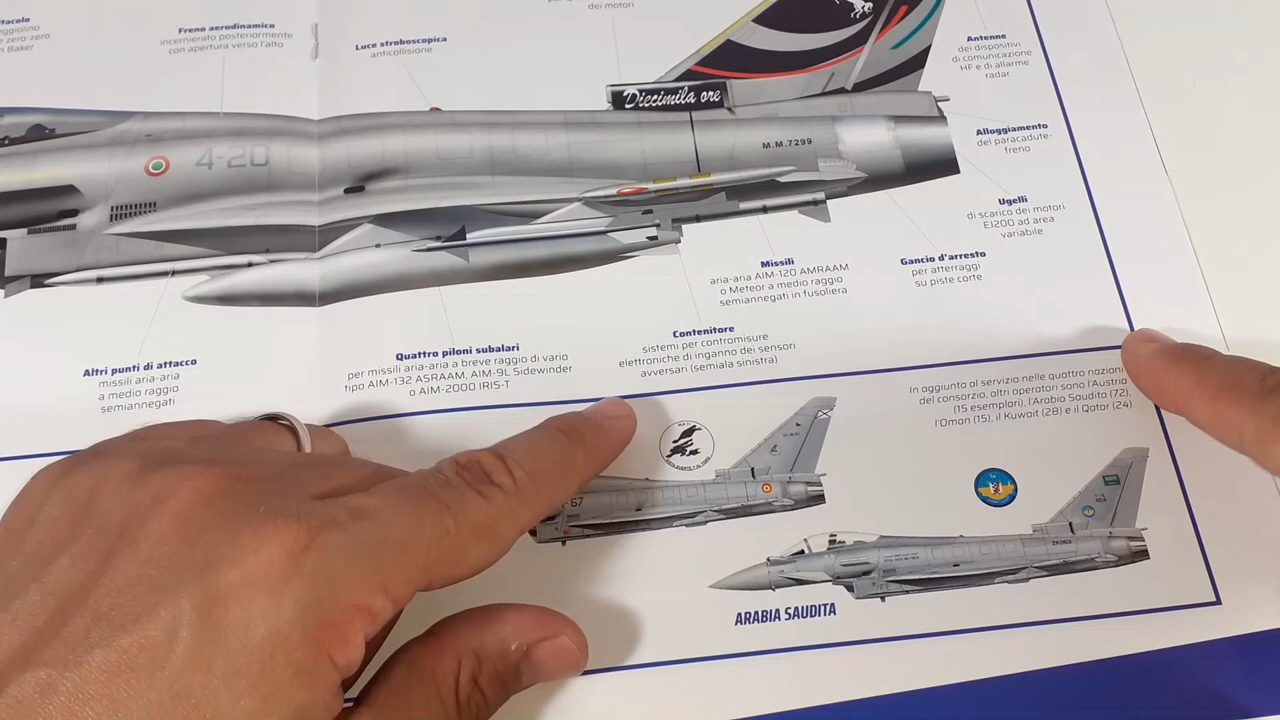 tacolo
eggiolino
zero-zero
n Baker
Freno aerodinamico
incernierato posteriormente
con apertura verso l'alto
Luce stroboscopica
anticollisione
dei motori
Antenne
dei dispositivi
di comunicazione
HF e di allarme
radar
Diecimila ore
4-20
M.M.7299
Alloggiamento
del paracadute-
freno
Ugelli
di scarico dei motori
EJ200 ad area
variabile
Gancio d'arresto
per atterraggi
su piste corte
Missili
aria-aria AIM-120 AMRAAM
o Meteor a medio raggio
semiannegati in fusoliera
Contenitore
sistemi per contromisure
elettroniche di inganno dei sensori
avversari (semiala sinistra)
Quattro piloni subalari
per missili aria-aria a breve raggio di vario
tipo AIM-132 ASRAAM, AIM-9L Sidewinder
o AIM-2000 IRIS-T
Altri punti di attacco
missili aria-aria
a medio raggio
semiannegati
In aggiunta al servizio nelle quattro nazioni
del consorzio, altri operatori sono l'Austria
(15 esemplari), l'Arabia Saudita (72),
l'Oman (15), il Kuwait (28) e il Qatar (24).
67
ARABIA SAUDITA